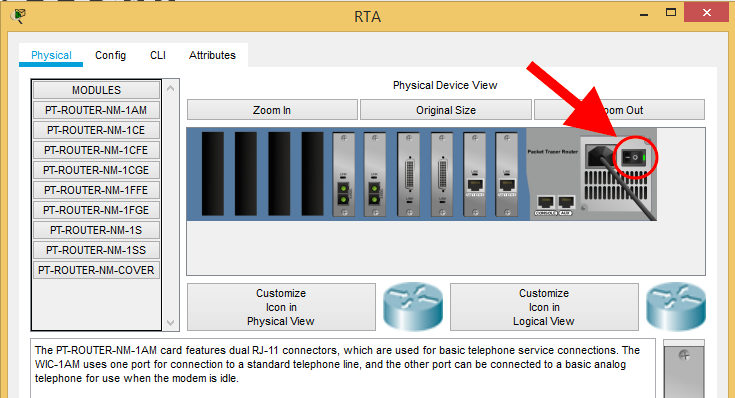 RTA
Physical
Config
CLI
Attributes
MODULES
PT-ROUTER-NM-1AM
PT-ROUTER-NM-1CE
PT-ROUTER-NM-1CFE
PT-ROUTER-NM-1CGE
PT-ROUTER-NM-1FFE
PT-ROUTER-NM-1FGE
PT-ROUTER-NM-1S
PT-ROUTER-NM-1SS
PT-ROUTER-NM-COVER
Physical Device View
Zoom In
Original Size
oom Out
Packet Tracer Router
CONSOLE
AUX
Customize
Icon in
Physical View
Customize
Icon in
Logical View
The PT-ROUTER-NM-1AM card features dual RJ-11 connectors, which are used for basic telephone service connections. The
WIC-1AM uses one port for connection to a standard telephone line, and the other port can be connected to a basic analog
telephone for use when the modem is idle.